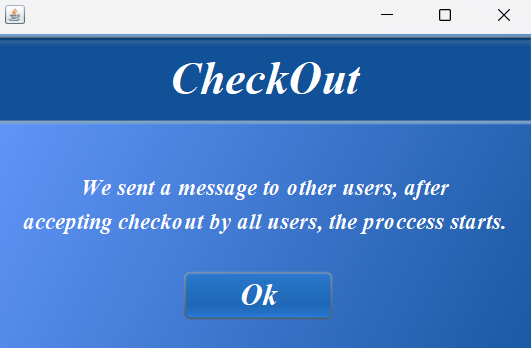 CheckOut
We sent a message to other users, after
accepting checkout by all users, the proccess starts.
Ok